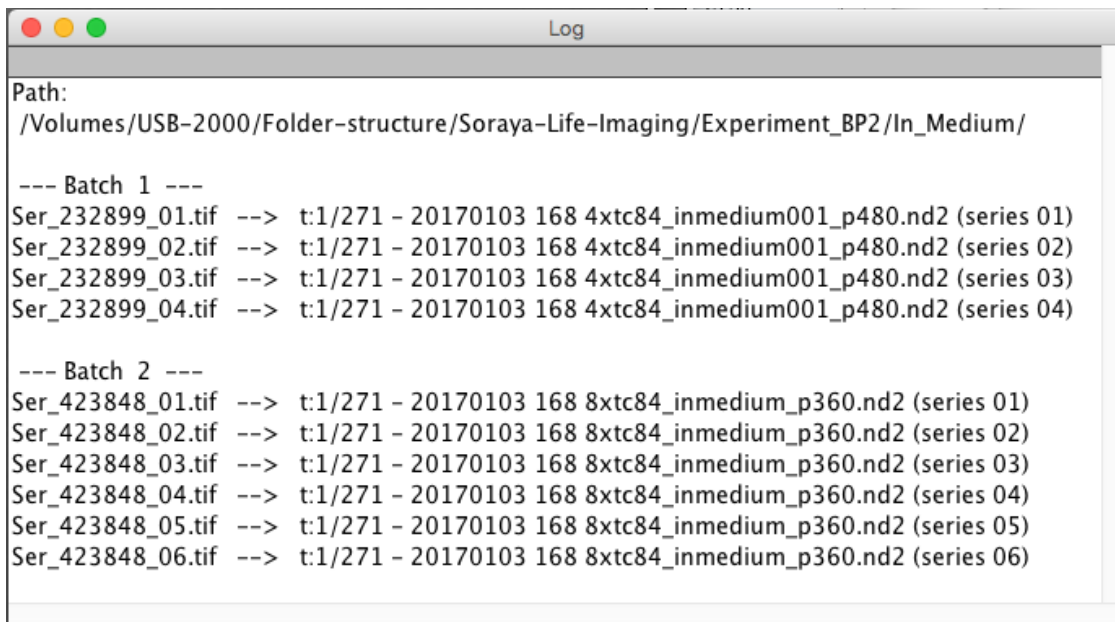 Log
Path:
/Volumes/USB-2000/Folder-structure/Soraya-Life-Imaging/Experiment_BP2/In_Medium/
--- Batch 1 ---
Ser_232899_01.tif --> t:1/271 - 20170103 168 4xtc84_inmedium001_p480.nd2 (series 01)
Ser_232899_02.tif --> t:1/271 - 20170103 168 4xtc84_inmedium001_p480.nd2 (series 02)
Ser_232899_03.tif --> t:1/271 - 20170103 168 4xtc84_inmedium001_p480.nd2 (series 03)
Ser_232899_04.tif --> t:1/271 - 20170103 168 4xtc84_inmedium001_p480.nd2 (series 04)
--- Batch 2 ---
Ser_423848_01.tif --> t:1/271 - 20170103 168 8xtc84_inmedium_p360.nd2 (series 01)
Ser_423848_02.tif --> t:1/271 - 20170103 168 8xtc84_inmedium_p360.nd2 (series 02)
Ser_423848_03.tif --> t:1/271 - 20170103 168 8xtc84_inmedium_p360.nd2 (series 03)
Ser_423848_04.tif --> t:1/271 - 20170103 168 8xtc84_inmedium_p360.nd2 (series 04)
Ser_423848_05.tif --> t:1/271 - 20170103 168 8xtc84_inmedium_p360.nd2 (series 05)
Ser_423848_06.tif --> t:1/271 - 20170103 168 8xtc84_inmedium_p360.nd2 (series 06)